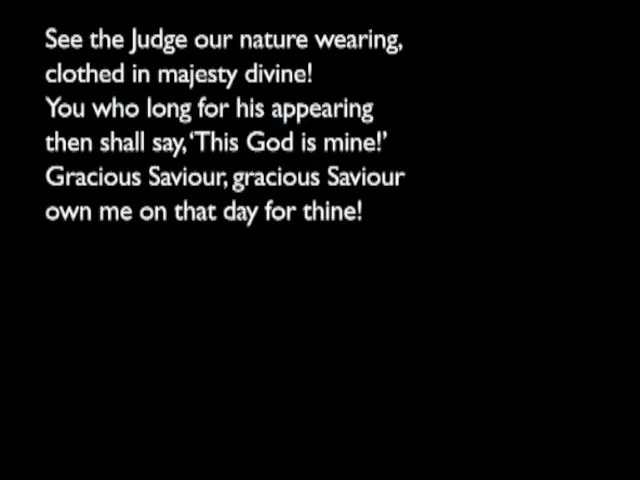 See the Judge our nature wearing,
clothed in majesty divine!
You who long for his appearing
then shall say, ‘This God is mine!’
Gracious Saviour, gracious Saviour
own me on that day for thine!